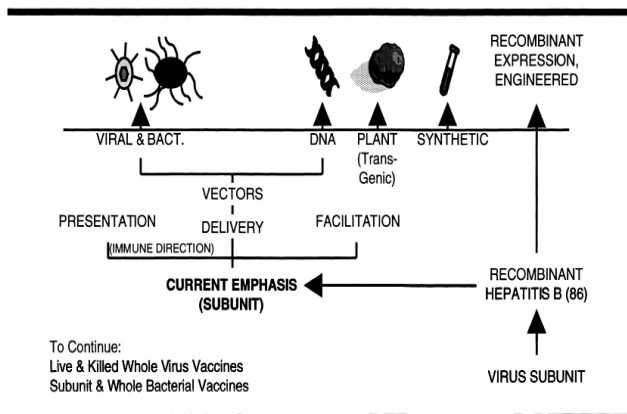 RECOMBINANT
EXPRESSION,
ENGINEERED
VIRAL & BACT.
DNA
PLANT
(Trans-
Genic)
SYNTHETIC
VECTORS
PRESENTATION
DELIVERY
FACILITATION
(IMMUNE DIRECTION)
CURRENT EMPHASIS
(SUBUNIT)
RECOMBINANT
HEPATITIS B (86)
To Continue:
Live & Killed Whole Virus Vaccines
Subunit & Whole Bacterial Vaccines
VIRUS SUBUNIT